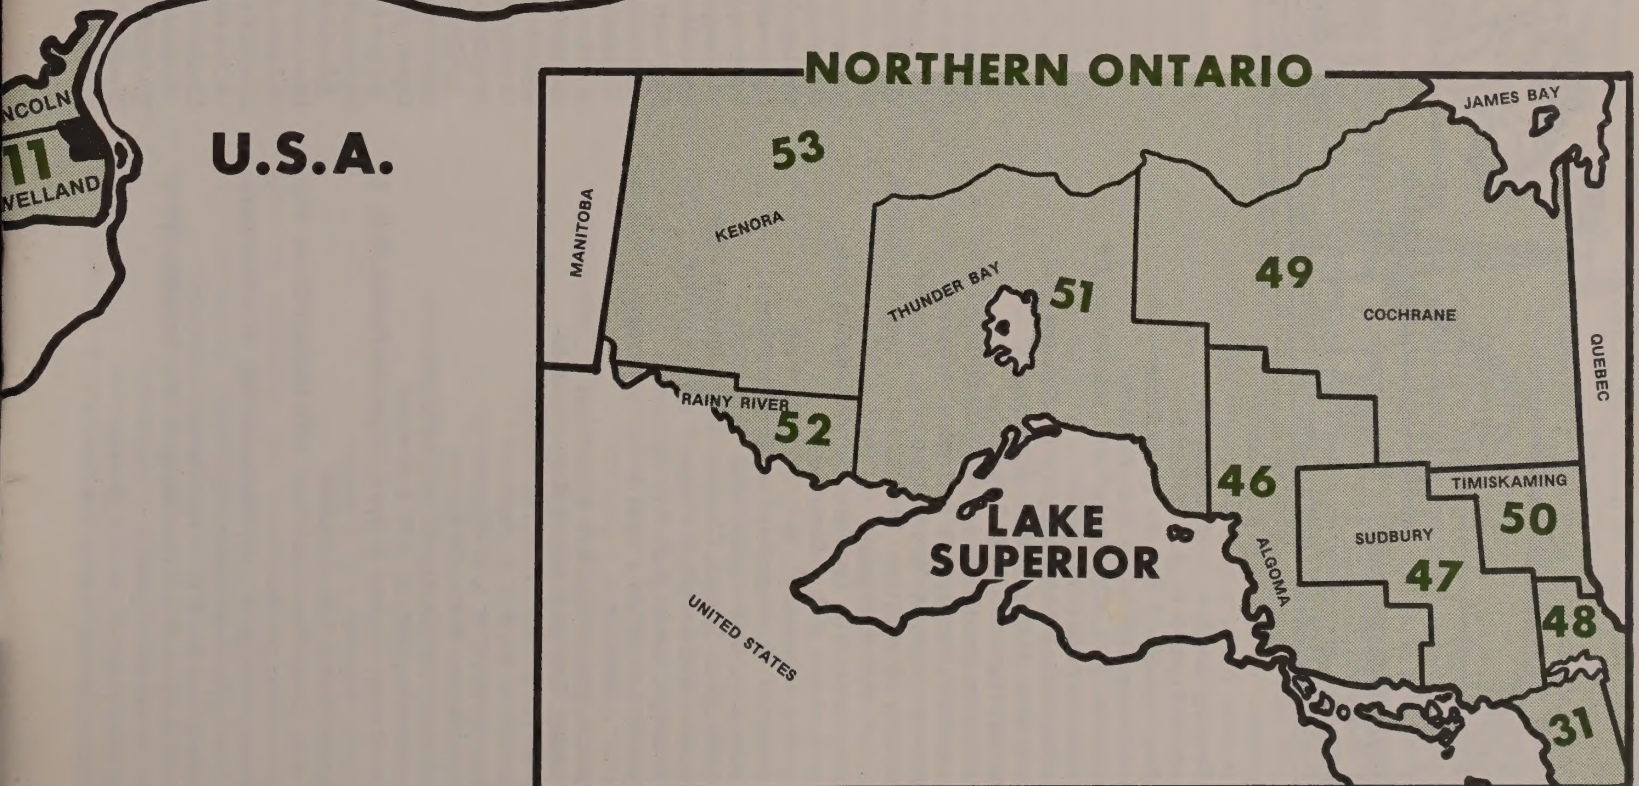 NCOLN
11
WELLAND
U.S.A.
NORTHERN ONTARIO
JAMES BAY
53
MANITOBA
KENORA
49
THUNDER BAY
51
COCHRANE
QUEBEC
RAINY RIVER
52
46
TIMISKAMING
50
LAKE
SUPERIOR
SUDBURY
47
ALGOMA
UNITED STATES
48
31